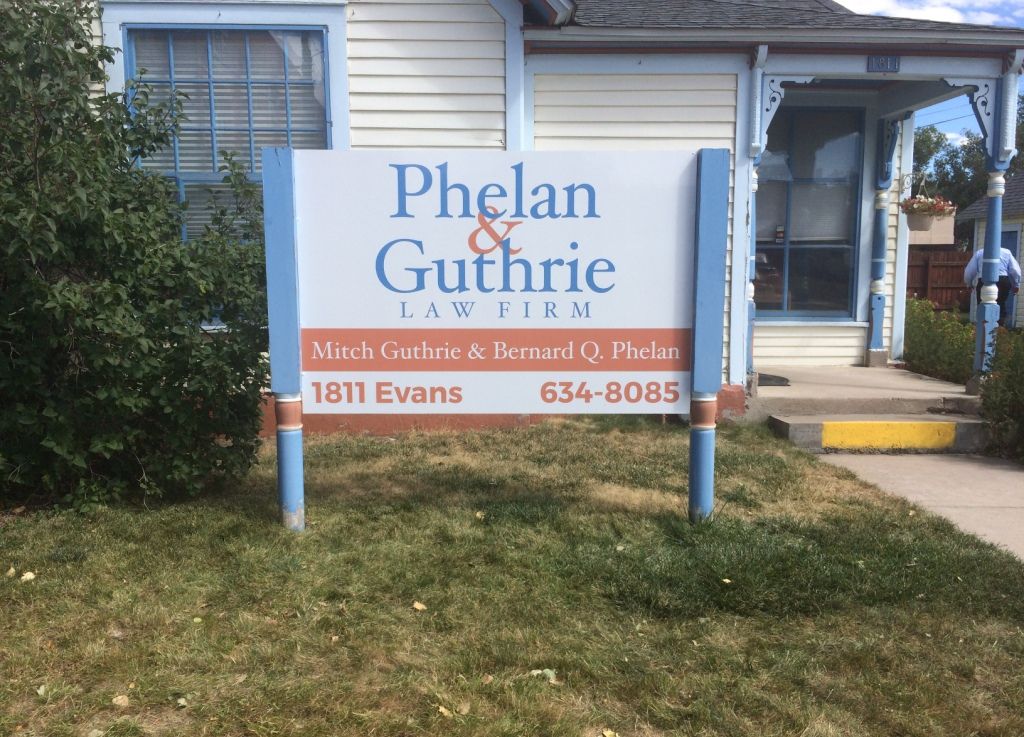 1811
Phelan
&
Guthrie
LAW FIRM
Mitch Guthrie & Bernard Q. Phelan
1811 Evans 634-8085